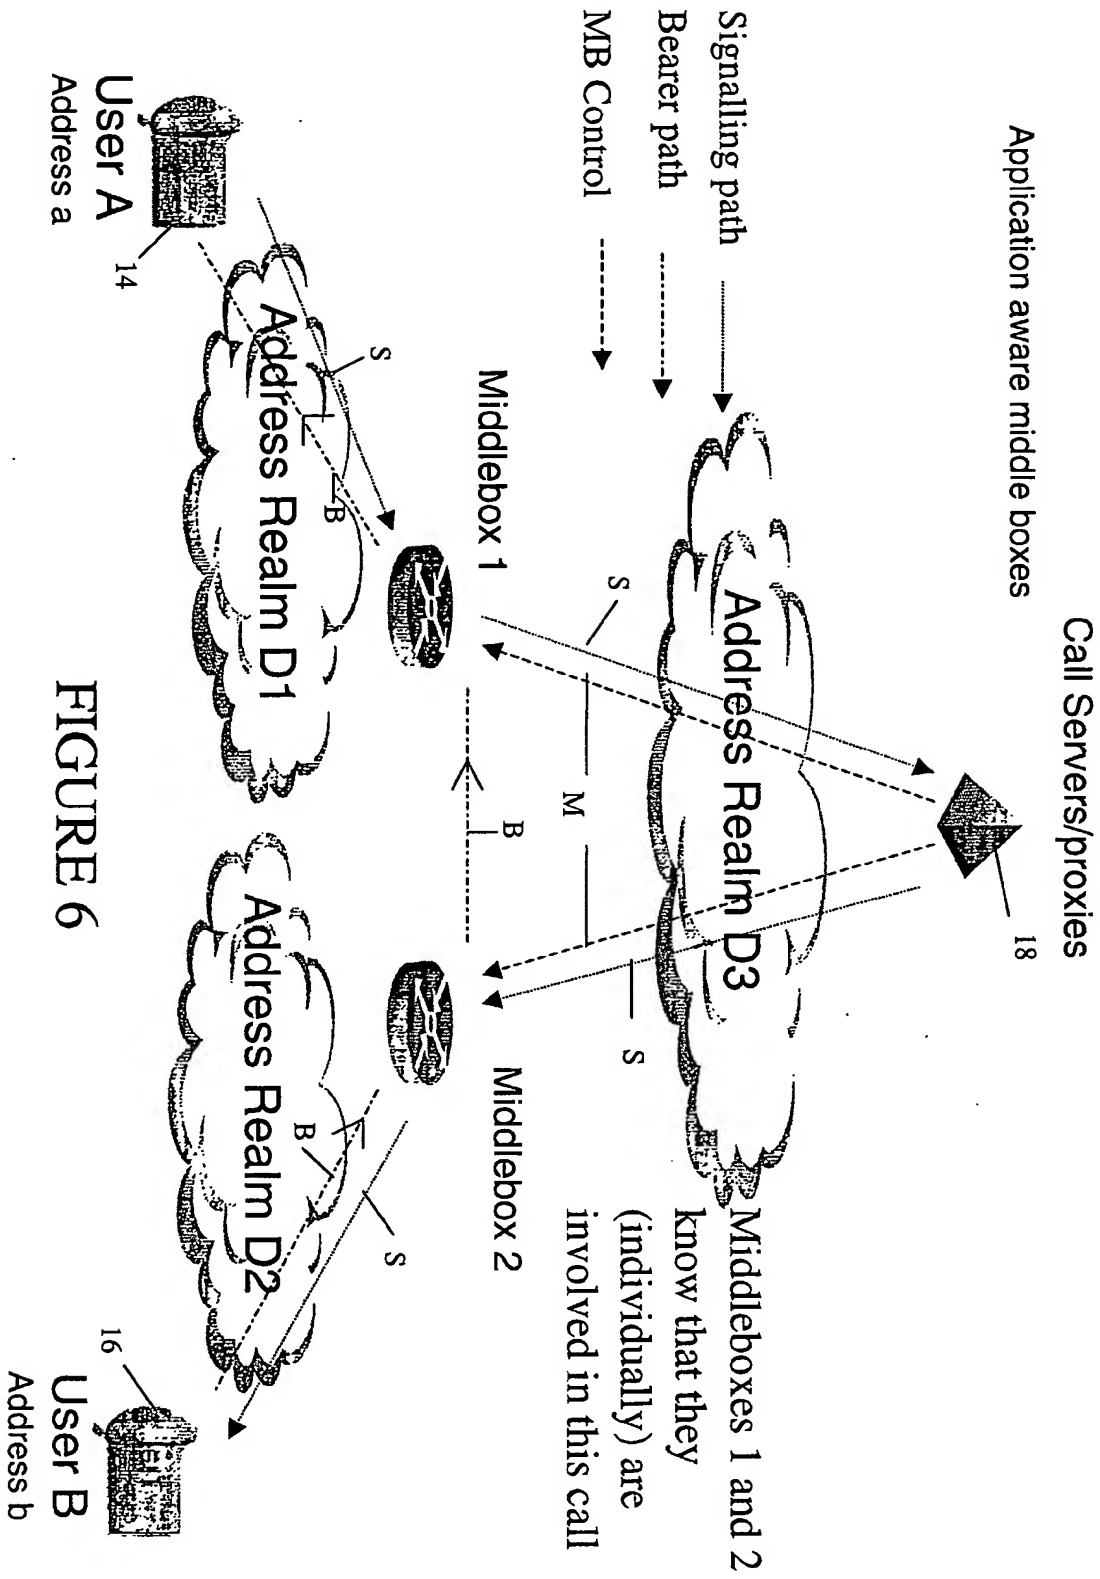 Application aware middle boxes
Call Servers/proxies
18
Signalling path
Bearer path
MB Control
Address Realm D3
Middleboxes 1 and 2
know that they
(individually) are
involved in this call
S
M
S
Middlebox 1
B
Middlebox 2
S
B
Address Realm D1
S
B
Address Realm D2
14
User A
Address a
16
User B
Address b
FIGURE 6